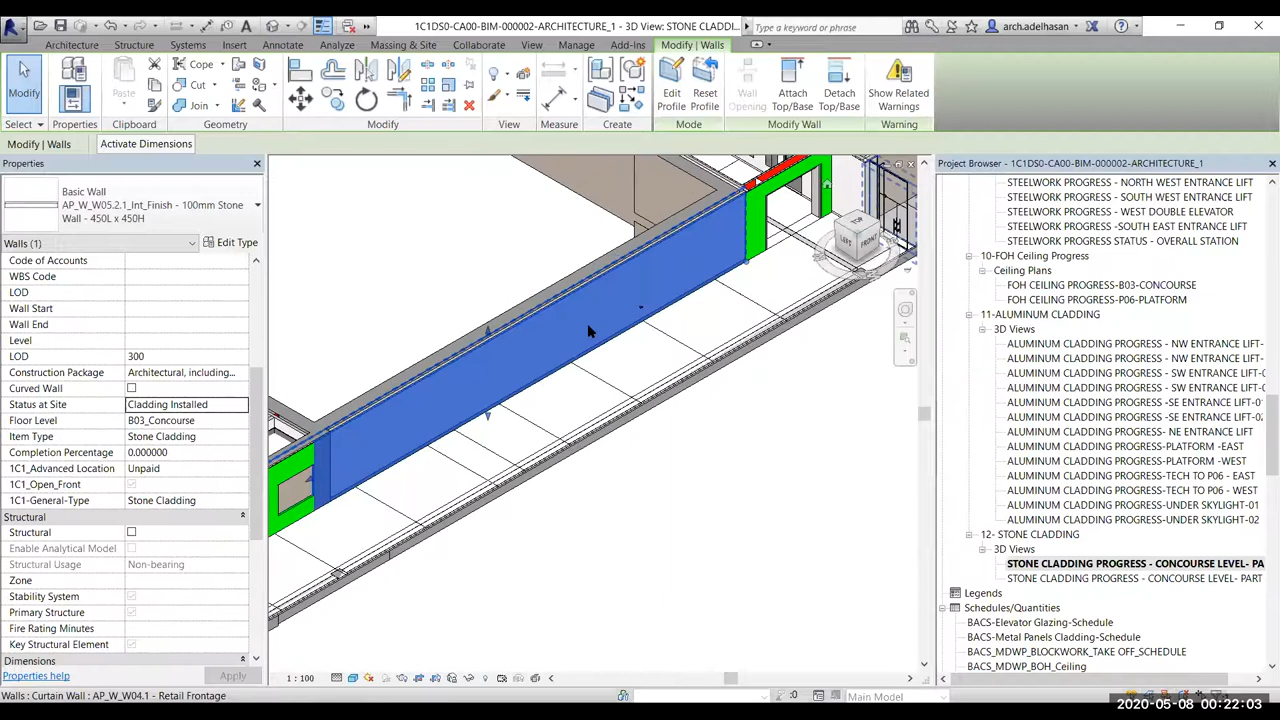 1C1DS0-CA00-BIM-000002-ARCHITECTURE_1 - 3D View: STONE CLADDI...
Type a keyword or phrase
arch.adelhasan
Architecture Structure Systems Insert Annotate Analyze Massing & Site Collaborate View Manage Add-Ins Modify | Walls
Modify
Paste
Cope
Cut
Join
Edit Profile
Reset Profile
Wall Opening
Attach Top/Base
Detach Top/Base
Show Related Warnings
Select Properties Clipboard Geometry Modify View Measure Create Mode Modify Wall Warning
Modify | Walls Activate Dimensions
Properties
Basic Wall
AP_W_W05.2.1_Int_Finish - 100mm Stone
Wall - 450L x 450H
Walls (1) Edit Type
Code of Accounts
WBS Code
LOD
Wall Start
Wall End
Level
LOD 300
Construction Package Architectural, including...
Curved Wall
Status at Site Cladding Installed
Floor Level B03_Concourse
Item Type Stone Cladding
Completion Percentage 0.000000
1C1_Advanced Location Unpaid
1C1_Open_Front
1C1-General-Type Stone Cladding
Structural
Structural
Enable Analytical Model
Structural Usage Non-bearing
Zone
Stability System
Primary Structure
Fire Rating Minutes
Key Structural Element
Dimensions
Properties help Apply
LEFT FRONT
1 : 100
Project Browser - 1C1DS0-CA00-BIM-000002-ARCHITECTURE_1
STEELWORK PROGRESS - NORTH WEST ENTRANCE LIFT
STEELWORK PROGRESS - SOUTH WEST ENTRANCE LIFT
STEELWORK PROGRESS - WEST DOUBLE ELEVATOR
STEELWORK PROGRESS -SOUTH EAST ENTRANCE LIFT
STEELWORK PROGRESS STATUS - OVERALL STATION
10-FOH Ceiling Progress
Ceiling Plans
FOH CEILING PROGRESS-B03-CONCOURSE
FOH CEILING PROGRESS-P06-PLATFORM
11-ALUMINUM CLADDING
3D Views
ALUMINUM CLADDING PROGRESS - NW ENTRANCE LIFT-
ALUMINUM CLADDING PROGRESS - NW ENTRANCE LIFT-
ALUMINUM CLADDING PROGRESS - SW ENTRANCE LIFT-0
ALUMINUM CLADDING PROGRESS - SW ENTRANCE LIFT-
ALUMINUM CLADDING PROGRESS -SE ENTRANCE LIFT-01
ALUMINUM CLADDING PROGRESS -SE ENTRANCE LIFT-02
ALUMINUM CLADDING PROGRESS- NE ENTRANCE LIFT
ALUMINUM CLADDING PROGRESS-PLATFORM -EAST
ALUMINUM CLADDING PROGRESS-PLATFORM -WEST
ALUMINUM CLADDING PROGRESS-TECH TO P06 - EAST
ALUMINUM CLADDING PROGRESS-TECH TO P06 - WEST
ALUMINUM CLADDING PROGRESS-UNDER SKYLIGHT-01
ALUMINUM CLADDING PROGRESS-UNDER SKYLIGHT-02
12- STONE CLADDING
3D Views
STONE CLADDING PROGRESS - CONCOURSE LEVEL- PA
STONE CLADDING PROGRESS - CONCOURSE LEVEL- PART
Legends
Schedules/Quantities
BACS-Elevator Glazing-Schedule
BACS-Metal Panels Cladding-Schedule
BACS_MDWP_BLOCKWORK_TAKE OFF_SCHEDULE
BACS_MDWP_BOH_Ceiling
Walls : Curtain Wall : AP_W_W04.1 - Retail Frontage
:0
Main Model
2020-05-08 00:22:03